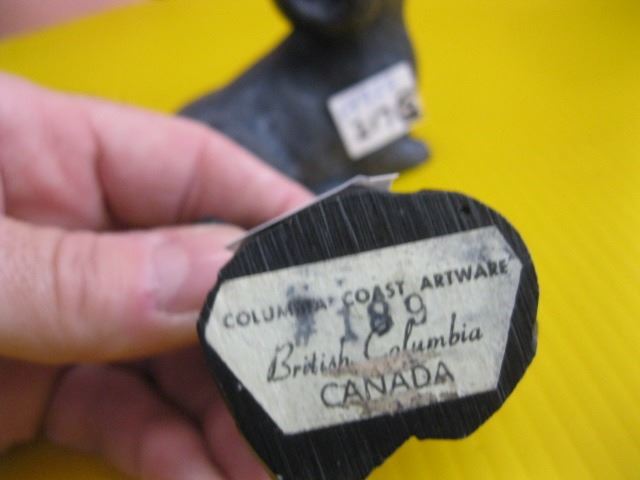 COLUMBIA COAST ARTWARE
# 189
British Columbia
CANADA